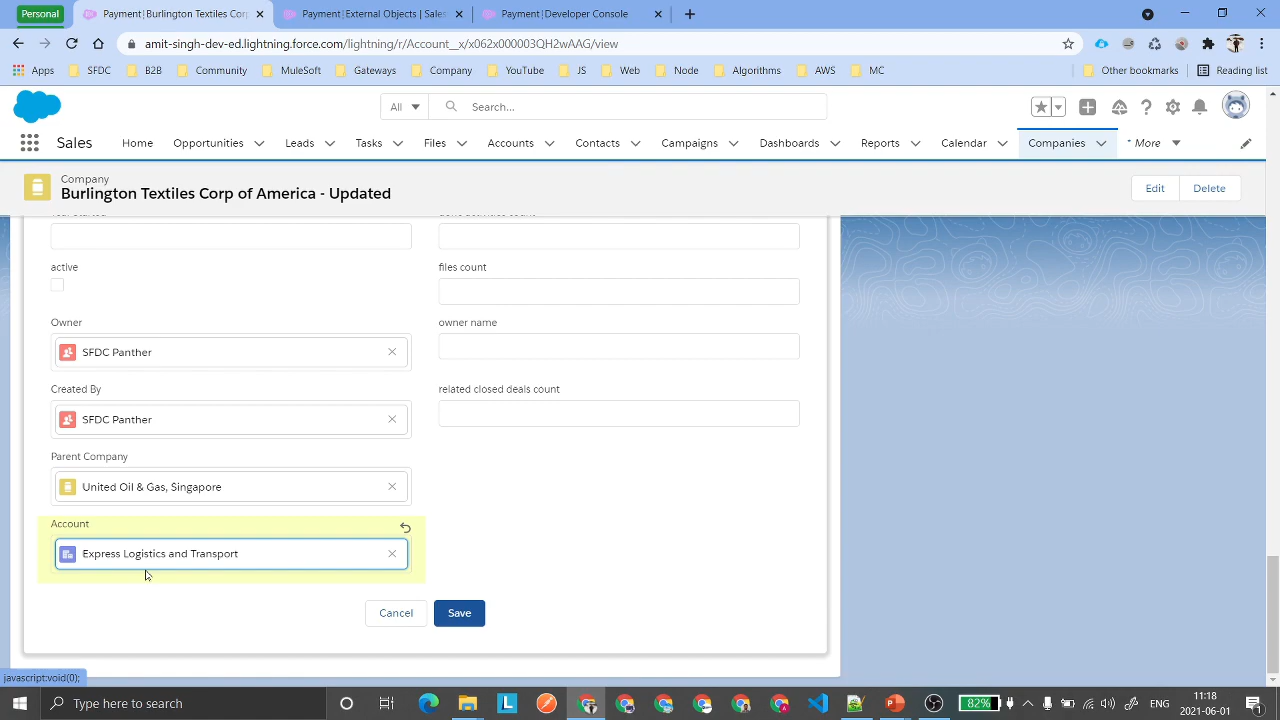 Personal
Payment|Burlington Textiles Corp
Payment|External Objects | Sales
Payment|Developer Console
amit-singh-dev-ed.lightning.force.com/lightning/r/Account__x/x062x000003QH2wAAG/view
Apps SFDC B2B Community MuleSoft Gatsby Company YouTube JS Web Node Algorithms AWS MC Other bookmarks Reading list
All Search...
Sales Home Opportunities Leads Tasks Files Accounts Contacts Campaigns Dashboards Reports Calendar Companies * More
Company
Burlington Textiles Corp of America - Updated
Edit Delete
active
files count
Owner
SFDC Panther
owner name
Created By
SFDC Panther
related closed deals count
Parent Company
United Oil & Gas, Singapore
Account
Express Logistics and Transport
Cancel Save
javascript:void(0);
Type here to search
82%
ENG
11:18
2021-06-01